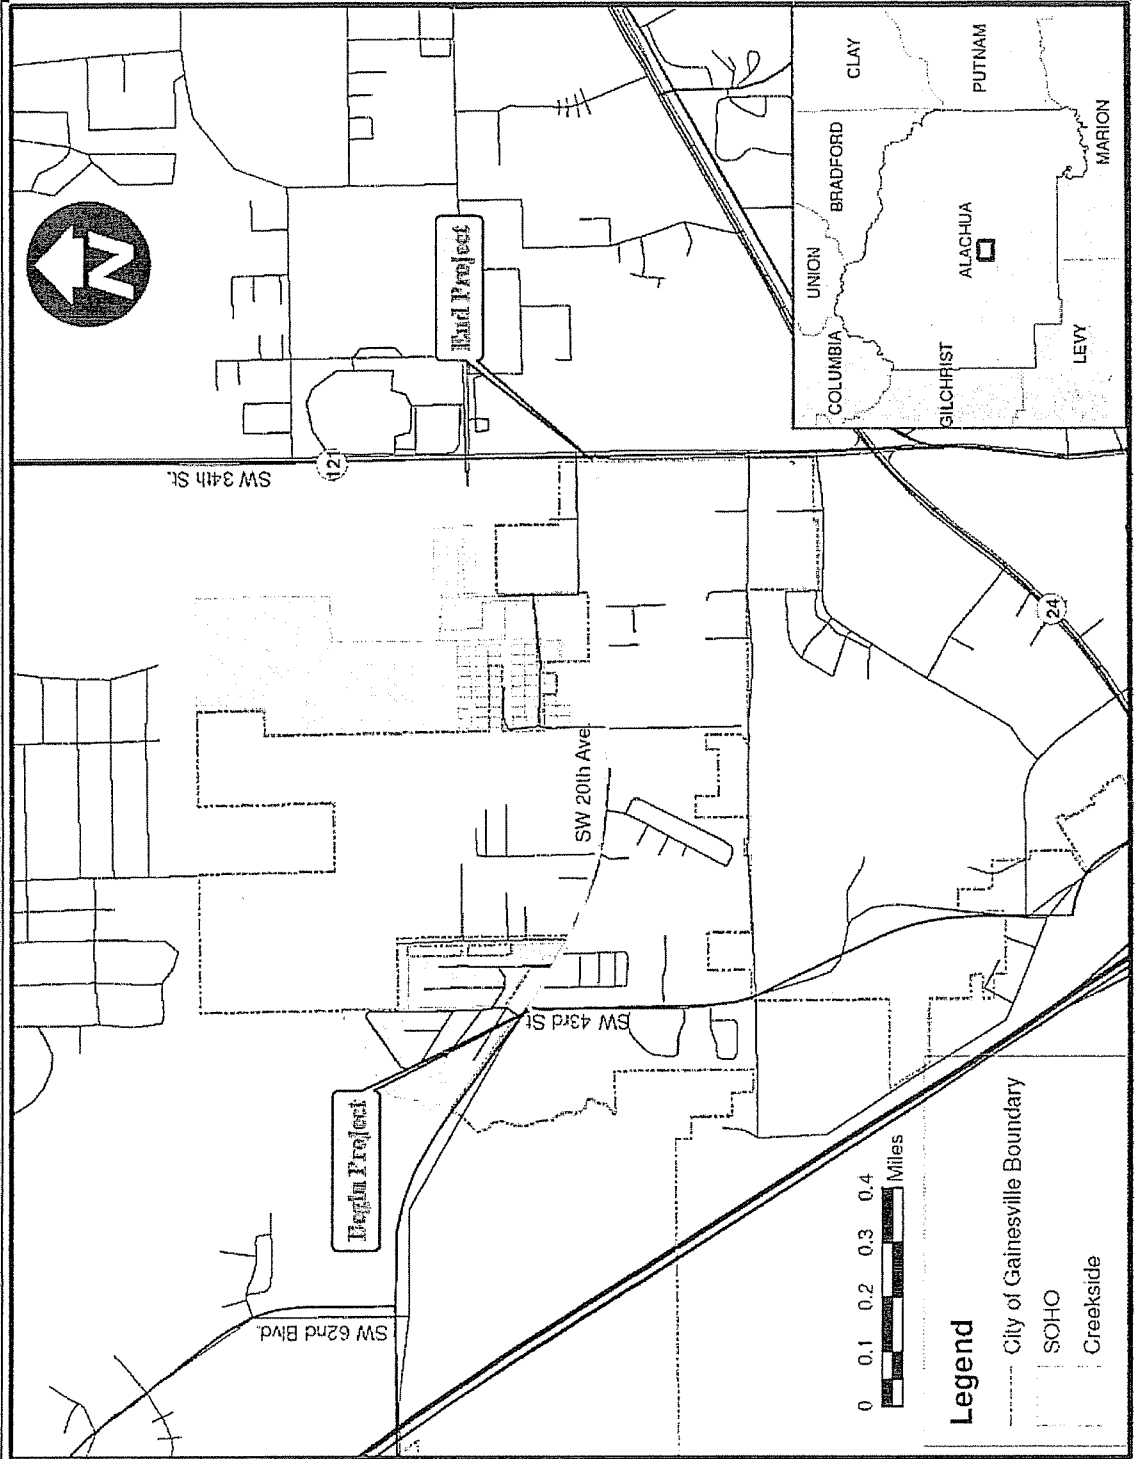 N
CLAY
PUTNAM
BRADFORD
MARION
UNION
ALACHUA
COLUMBIA
GILCHRIST
LEVY
End Project
SW 34th St.
121
24
SW 20th Ave
SW 43rd St
Begin Project
SW 62nd Blvd.
0 0.1 0.2 0.3 0.4
Miles
Legend
City of Gainesville Boundary
SOHO
Creekside